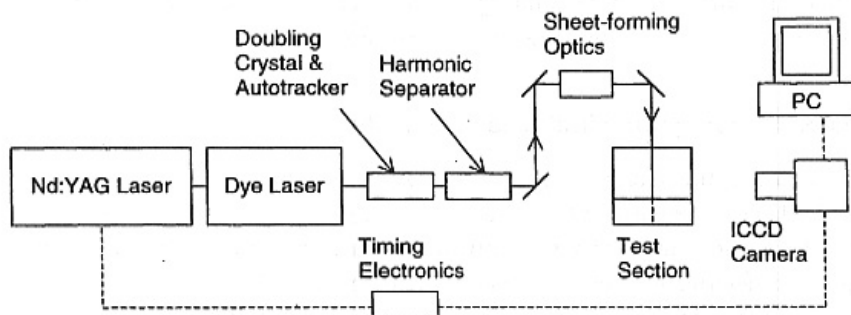 Doubling
Crystal &
Autotracker
Harmonic
Separator
Sheet-forming
Optics
PC
Nd:YAG Laser
Dye Laser
Timing
Electronics
Test
Section
ICCD
Camera